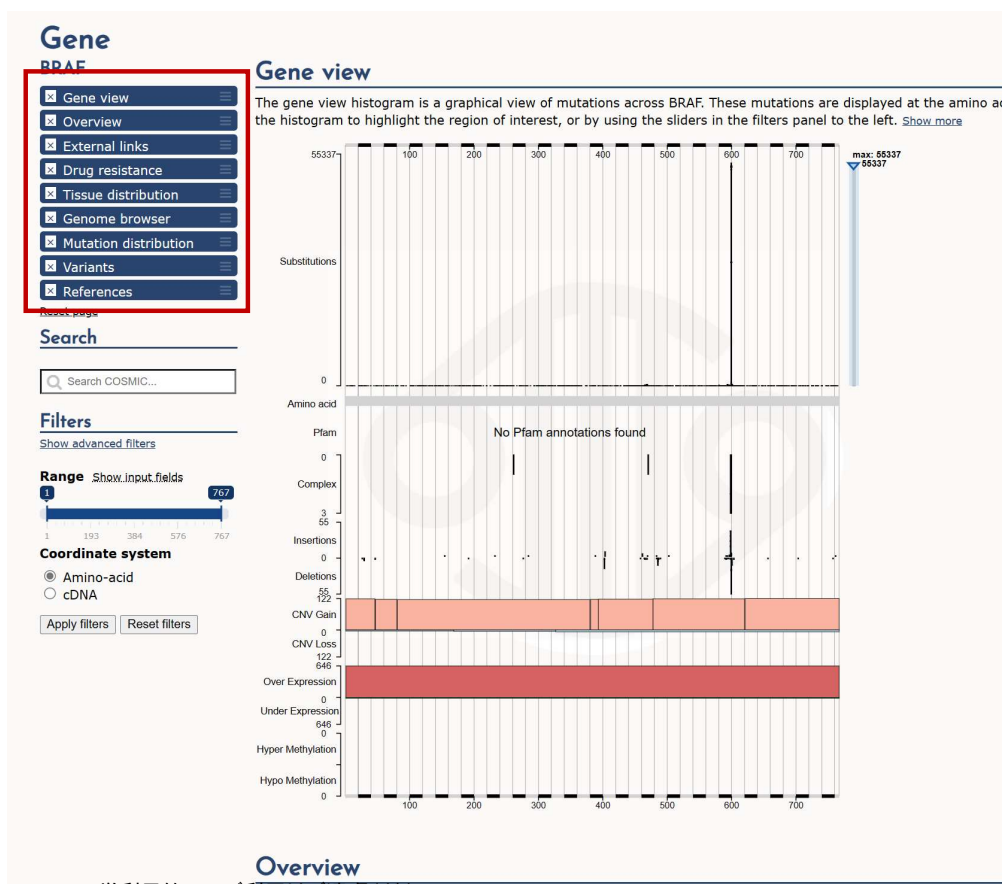 Gene
BRAF
Gene view
Overview
External links
Drug resistance
Tissue distribution
Genome browser
Mutation distribution
Variants
References
Reset page
Search
Search COSMIC...
Filters
Show advanced filters
Range Show input fields
1 767
1 193 384 576 767
Coordinate system
Amino-acid
cDNA
Apply filters Reset filters
Gene view
The gene view histogram is a graphical view of mutations across BRAF. These mutations are displayed at the amino
the histogram to highlight the region of interest, or by using the sliders in the filters panel to the left. Show more
55337 100 200 300 400 500 600 700 max: 55337
55337
Substitutions
0
Amino acid
Pfam No Pfam annotations found
0
Complex
3
55
Insertions
0
Deletions
55
122
CNV Gain
0
CNV Loss
122
646
Over Expression
0
Under Expression
646
0
Hyper Methylation
Hypo Methylation
0
100 200 300 400 500 600 700
Overview